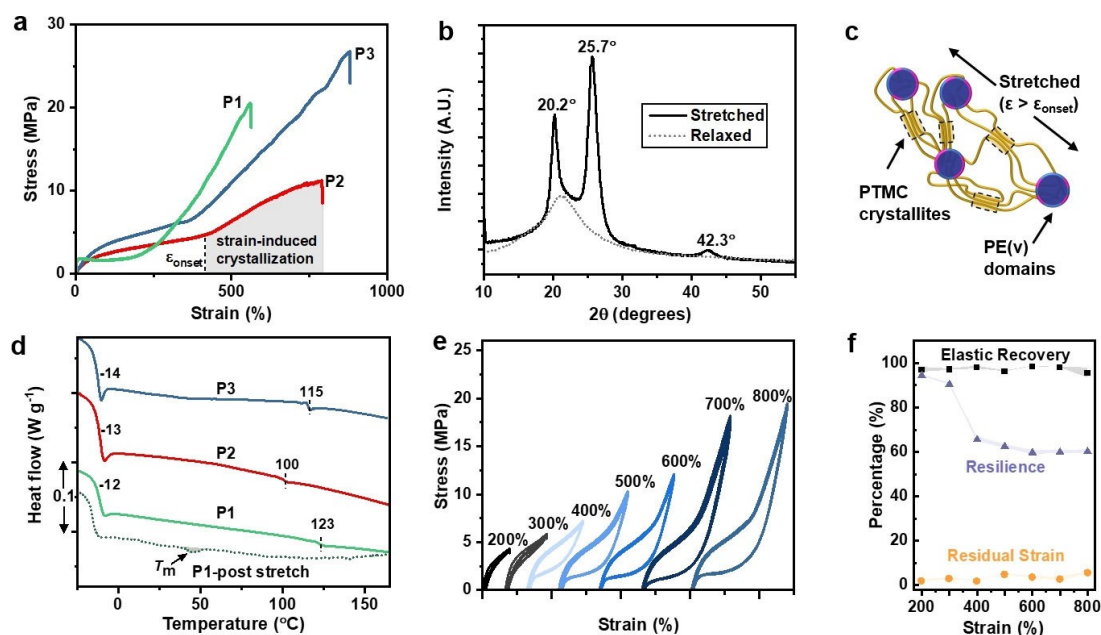 a
30
20
10
0
Stress (MPa)
P1
P3
P2
εonset
strain-induced
crystallization
0
500
1000
Strain (%)
b
25.7°
20.2°
Stretched
Relaxed
42.3°
Intensity (A.U.)
10
20
30
40
50
2θ (degrees)
c
Stretched
(ε > εonset)
PTMC
crystallites
PE(v)
domains
d
-14
P3
115
-13
P2
100
-12
P1
123
0.1
Tm
P1-post stretch
Heat flow (W g-1)
0
50
100
150
Temperature (°C)
e
25
20
15
10
5
0
Stress (MPa)
200%
300%
400%
500%
600%
700%
800%
Strain (%)
f
100
80
60
40
20
0
Percentage (%)
Elastic Recovery
Resilience
Residual Strain
200
400
600
800
Strain (%)